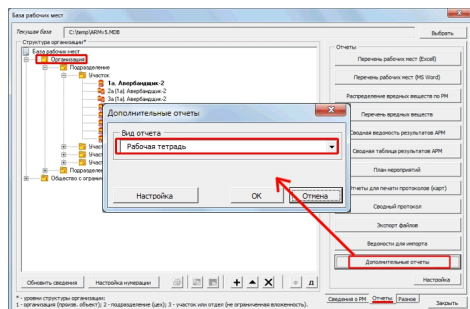 База рабочих мест
Текущая база C:\temp\ARMv5.MDB Выбрать
Структура организации*
База рабочих мест
Организация
Подразделение
Участок
1а. Авербандщик-2
2а (1а). Авербандщик-2
3а (1а). Авербандщик-2
Участ
Участ
Участ
Подразделен
Общество с ограни
Дополнительные отчеты
Вид отчета
Рабочая тетрадь
Настройка OK Отмена
Отчеты
Перечень рабочих мест (Excel)
Перечень рабочих мест (MS Word)
Распределение вредных веществ по РМ
Перечень вредных веществ
Сводная ведомость результатов АРМ
Сводная таблица результатов АРМ
План мероприятий
Отчеты для печати протоколов (карт)
Сводный протокол
Экспорт файлов
Ведомости для импорта
Дополнительные отчеты
Настройка
Обновить сведения Настройка нумерации Д
Сведения о РМ Отчеты Разное Закрыть
* - уровни структуры организации:
1 - организация (произв. объект); 2 - подразделение (цех); 3 - участок или отдел (не ограниченная вложенность).